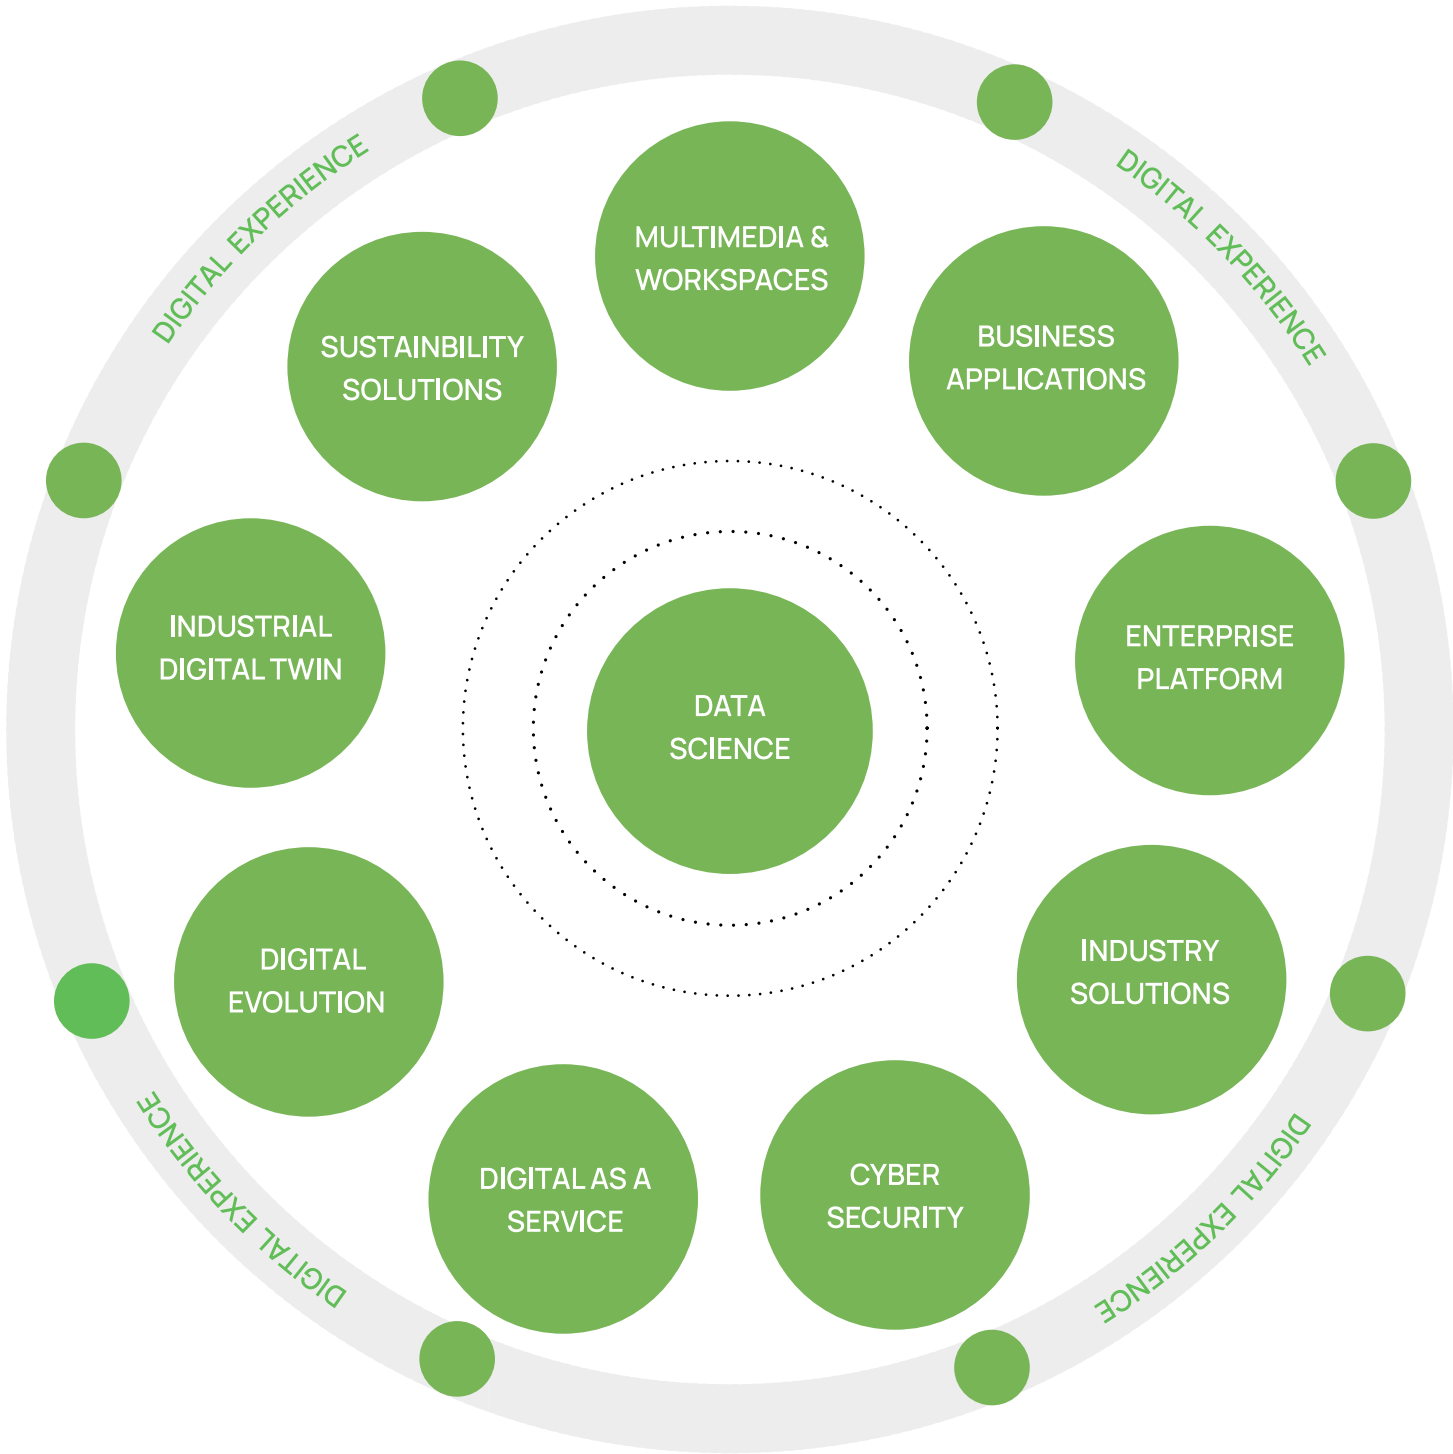 DIGITAL EXPERIENCE
DIGITAL EXPERIENCE
MULTIMEDIA &
WORKSPACES
BUSINESS
APPLICATIONS
SUSTAINBILITY
SOLUTIONS
INDUSTRIAL
DIGITAL TWIN
ENTERPRISE
PLATFORM
DATA
SCIENCE
DIGITAL
EVOLUTION
INDUSTRY
SOLUTIONS
DIGITAL AS A
SERVICE
CYBER
SECURITY
DIGITAL EXPERIENCE
DIGITAL EXPERIENCE